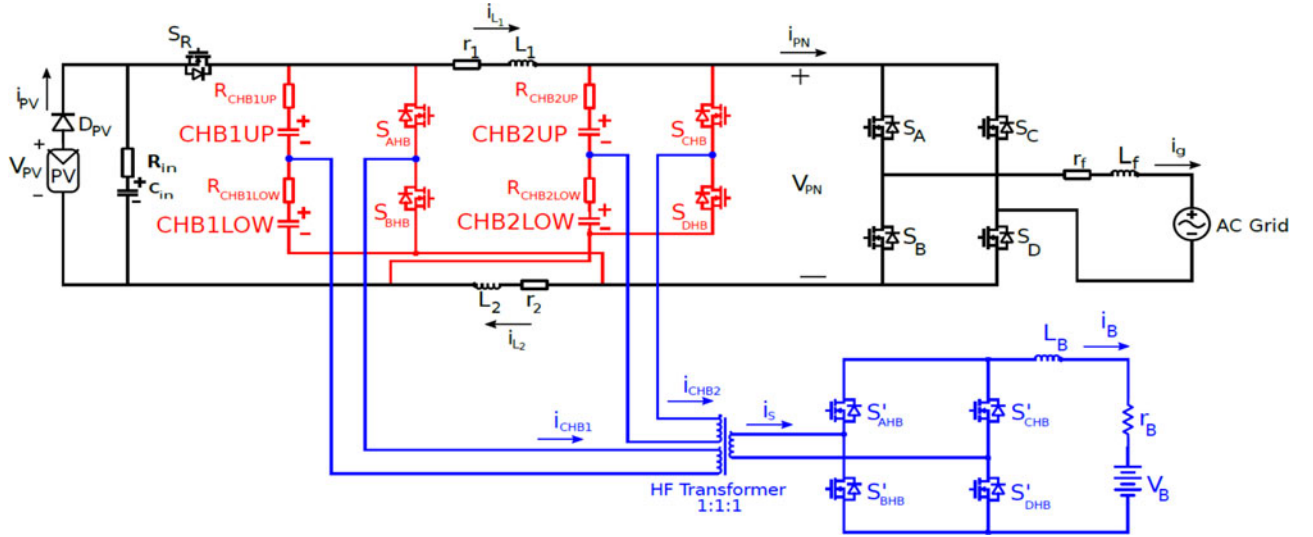 S_R
i_L1
r_1
L_1
i_PN
i_PV
D_PV
V_PV
PV
R_in
C_in
R_CHB1UP
CHB1UP
R_CHB1LOW
CHB1LOW
S_AHB
S_BHB
R_CHB2UP
CHB2UP
R_CHB2LOW
CHB2LOW
S_CHB
S_DHB
V_PN
S_A
S_C
S_B
S_D
r_f
L_f
i_g
AC Grid
L_2
r_2
i_L2
i_CHB2
i_CHB1
i_S
HF Transformer
1:1:1
S'_AHB
S'_CHB
S'_BHB
S'_DHB
L_B
i_B
r_B
V_B